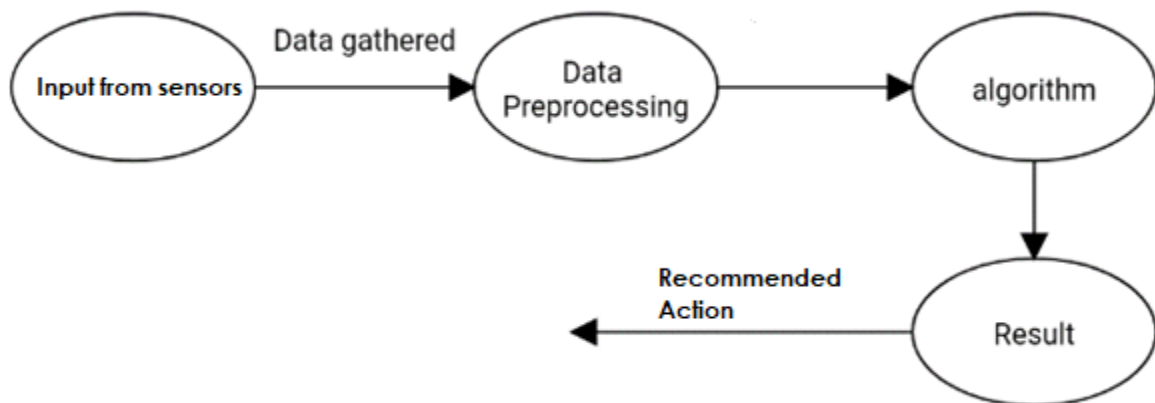 Data gathered
Input from sensors
Data
Preprocessing
algorithm
Recommended
Action
Result